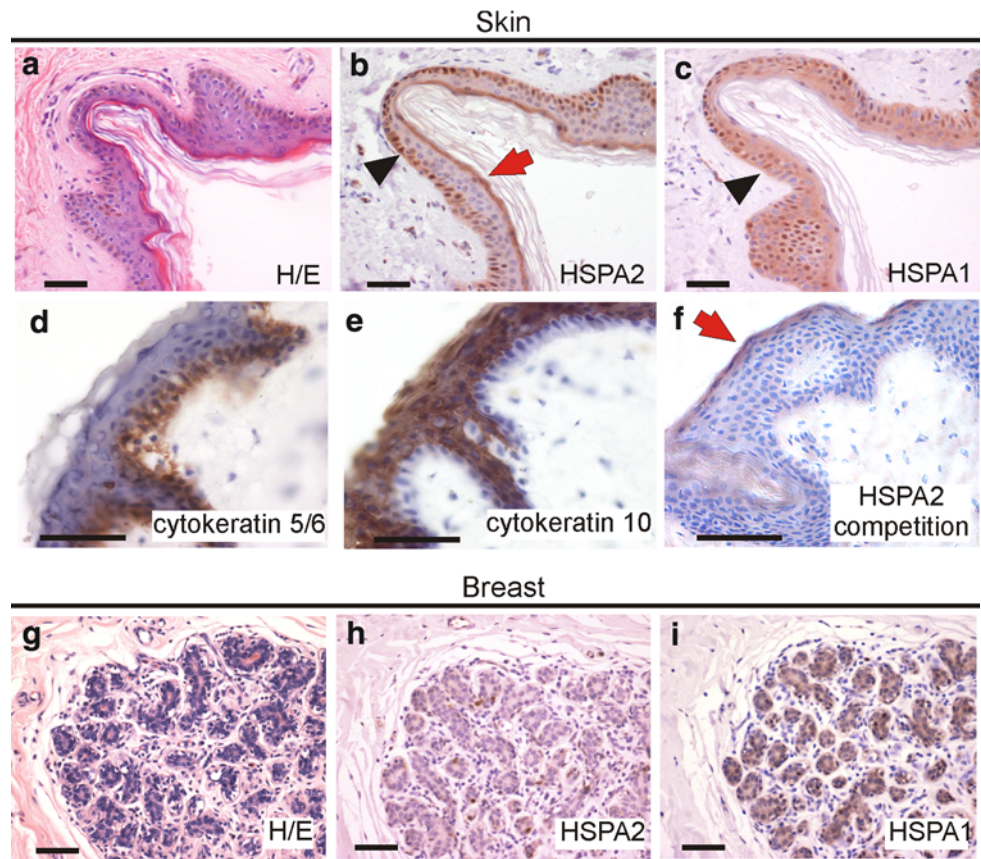 Skin
a
H/E
b
HSPA2
c
HSPA1
d
cytokeratin 5/6
e
cytokeratin 10
f
HSPA2
competition
Breast
g
H/E
h
HSPA2
i
HSPA1